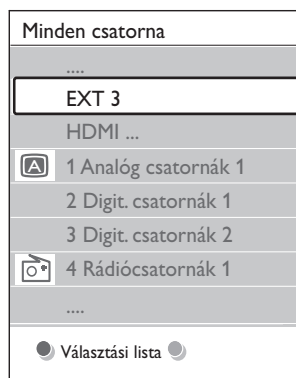 Minden csatorna
....
EXT 3
HDMI ...
A 1 Analóg csatornák 1
2 Digit. csatornák 1
3 Digit. csatornák 2
4 Rádiócsatornák 1
....
Választási lista